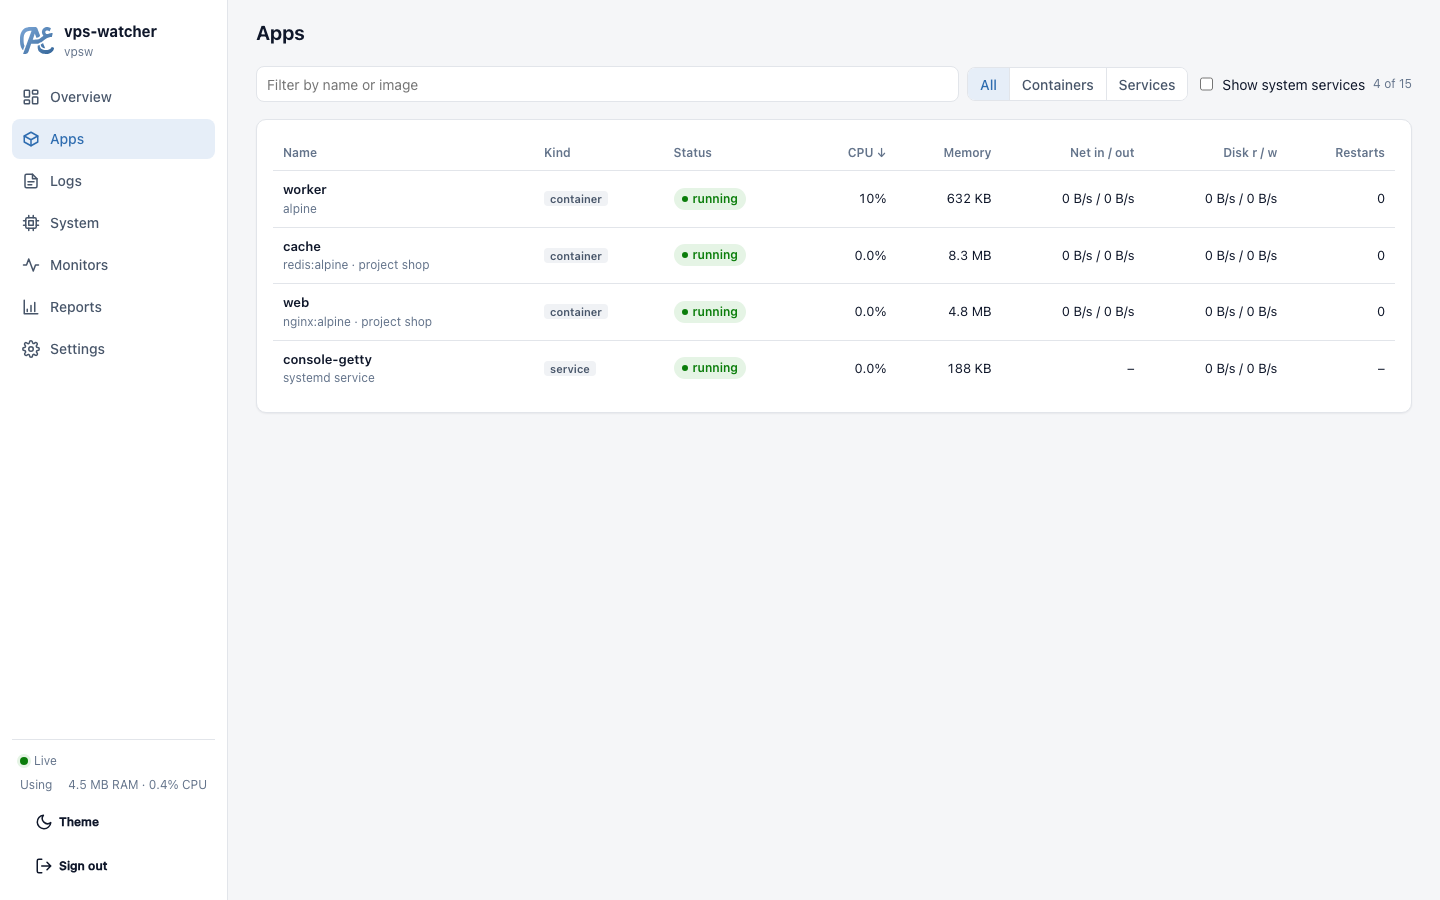 vps-watcher
vpsw
Overview
Apps
Logs
System
Monitors
Reports
Settings
Live
Using 4.5 MB RAM · 0.4% CPU
Theme
Sign out
Apps
Filter by name or image
All Containers Services Show system services 4 of 15
Name Kind Status CPU ↓ Memory Net in / out Disk r / w Restarts
worker
alpine
container running 10% 632 KB 0 B/s / 0 B/s 0 B/s / 0 B/s 0
cache
redis:alpine · project shop
container running 0.0% 8.3 MB 0 B/s / 0 B/s 0 B/s / 0 B/s 0
web
nginx:alpine · project shop
container running 0.0% 4.8 MB 0 B/s / 0 B/s 0 B/s / 0 B/s 0
console-getty
systemd service
service running 0.0% 188 KB – 0 B/s / 0 B/s –